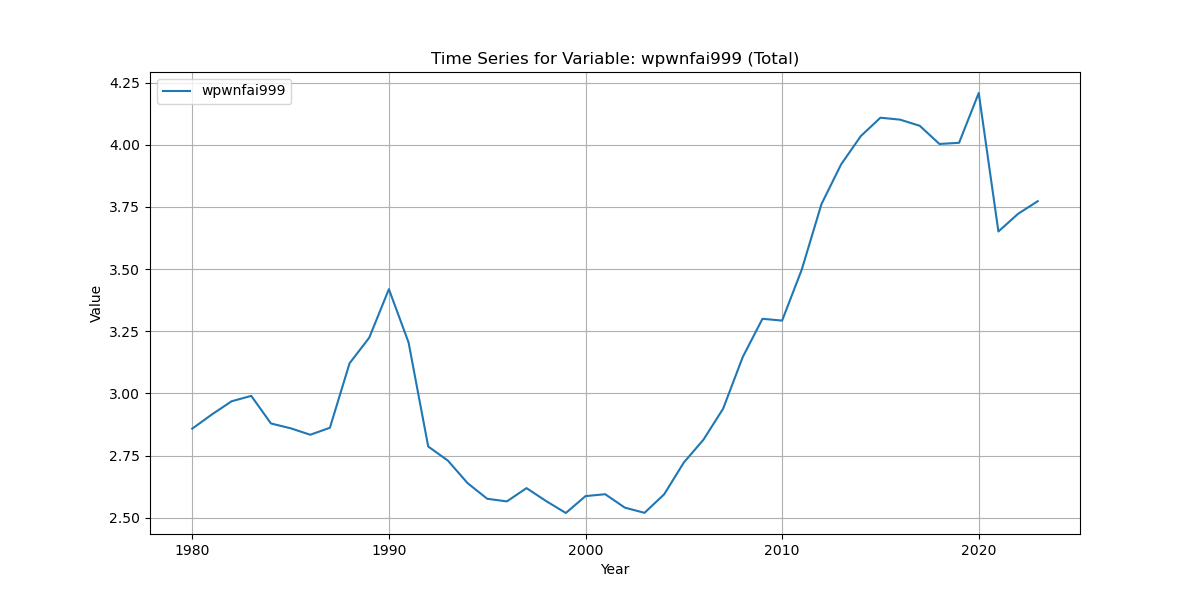 Time Series for Variable: wpwnfai999 (Total)
wpwnfai999
4.25
4.00
3.75
3.50
3.25
3.00
2.75
2.50
Value
1980 1990 2000 2010 2020
Year